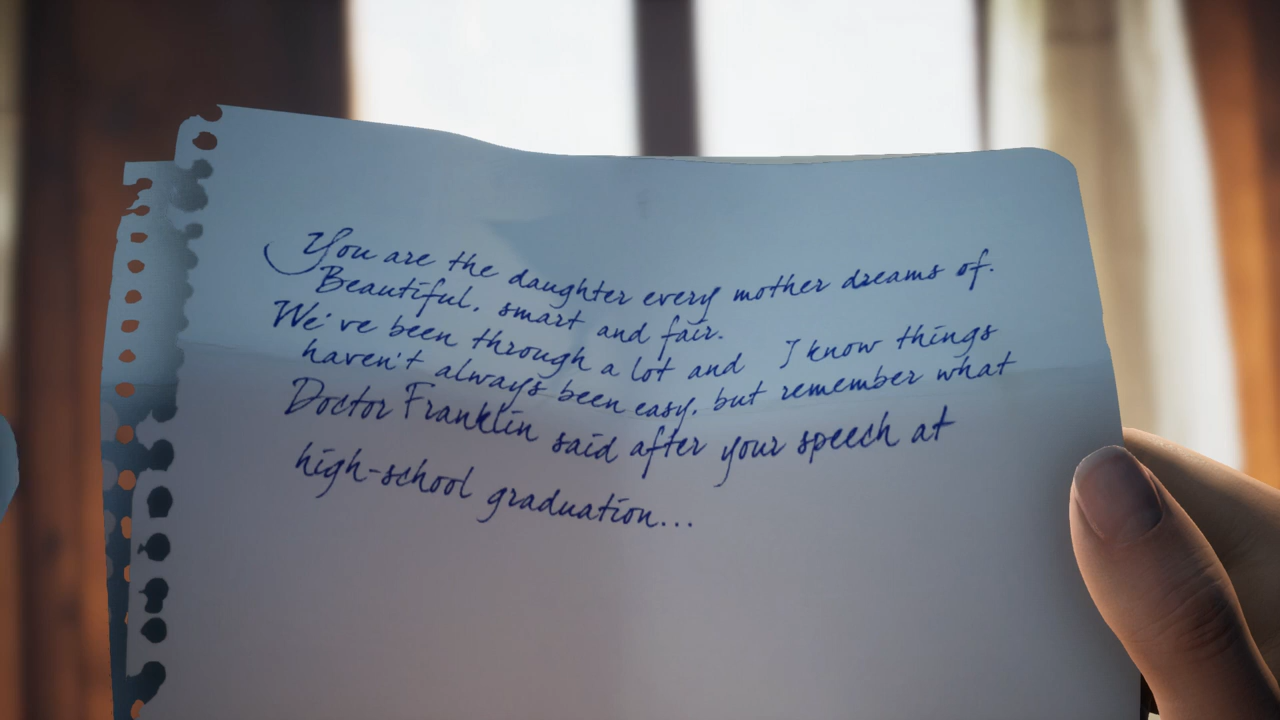 You are the daughter every mother dreams of.
Beautiful, smart and fair.
We've been through a lot and I know things
haven't always been easy, but remember what
Doctor Franklin said after your speech at
high-school graduation...